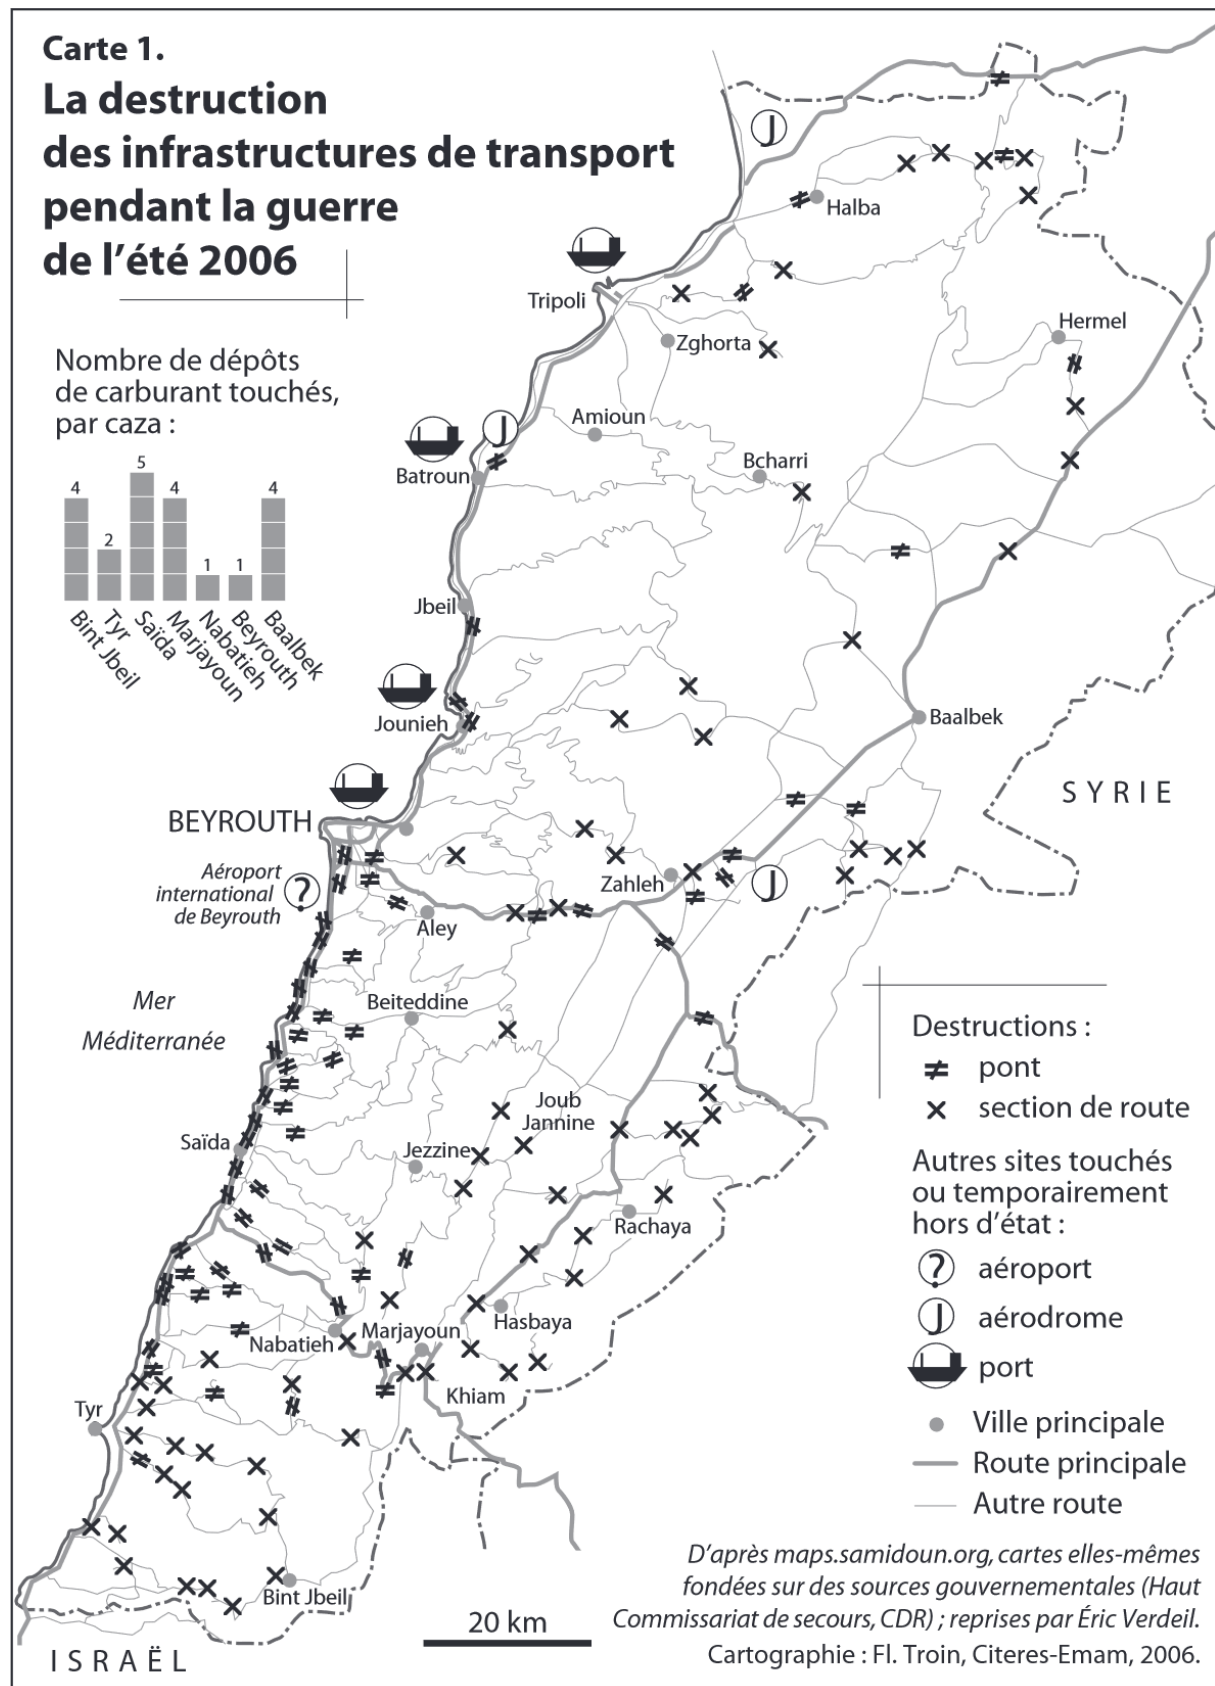 Carte 1.
La destruction
des infrastructures de transport
pendant la guerre
de l'été 2006
Nombre de dépôts
de carburant touchés,
par caza :
4
2
5
4
1
1
4
Bint Jbeil
Tyr
Saïda
Marjayoun
Nabatieh
Beyrouth
Baalbek
Halba
Tripoli
Zghorta
Hermel
Amioun
Batroun
Bcharri
Jbeil
Jounieh
Baalbek
SYRIE
BEYROUTH
Aéroport
international
de Beyrouth
Zahleh
Aley
Mer
Méditerranée
Beiteddine
Joub
Jannine
Saïda
Jezzine
Rachaya
Hasbaya
Nabatieh
Marjayoun
Khiam
Tyr
Bint Jbeil
ISRAËL
20 km
Destructions :
pont
section de route
Autres sites touchés
ou temporairement
hors d'état :
aéroport
aérodrome
port
Ville principale
Route principale
Autre route
D'après maps.samidoun.org, cartes elles-mêmes
fondées sur des sources gouvernementales (Haut
Commissariat de secours, CDR) ; reprises par Éric Verdeil.
Cartographie : Fl. Troin, Citeres-Emam, 2006.